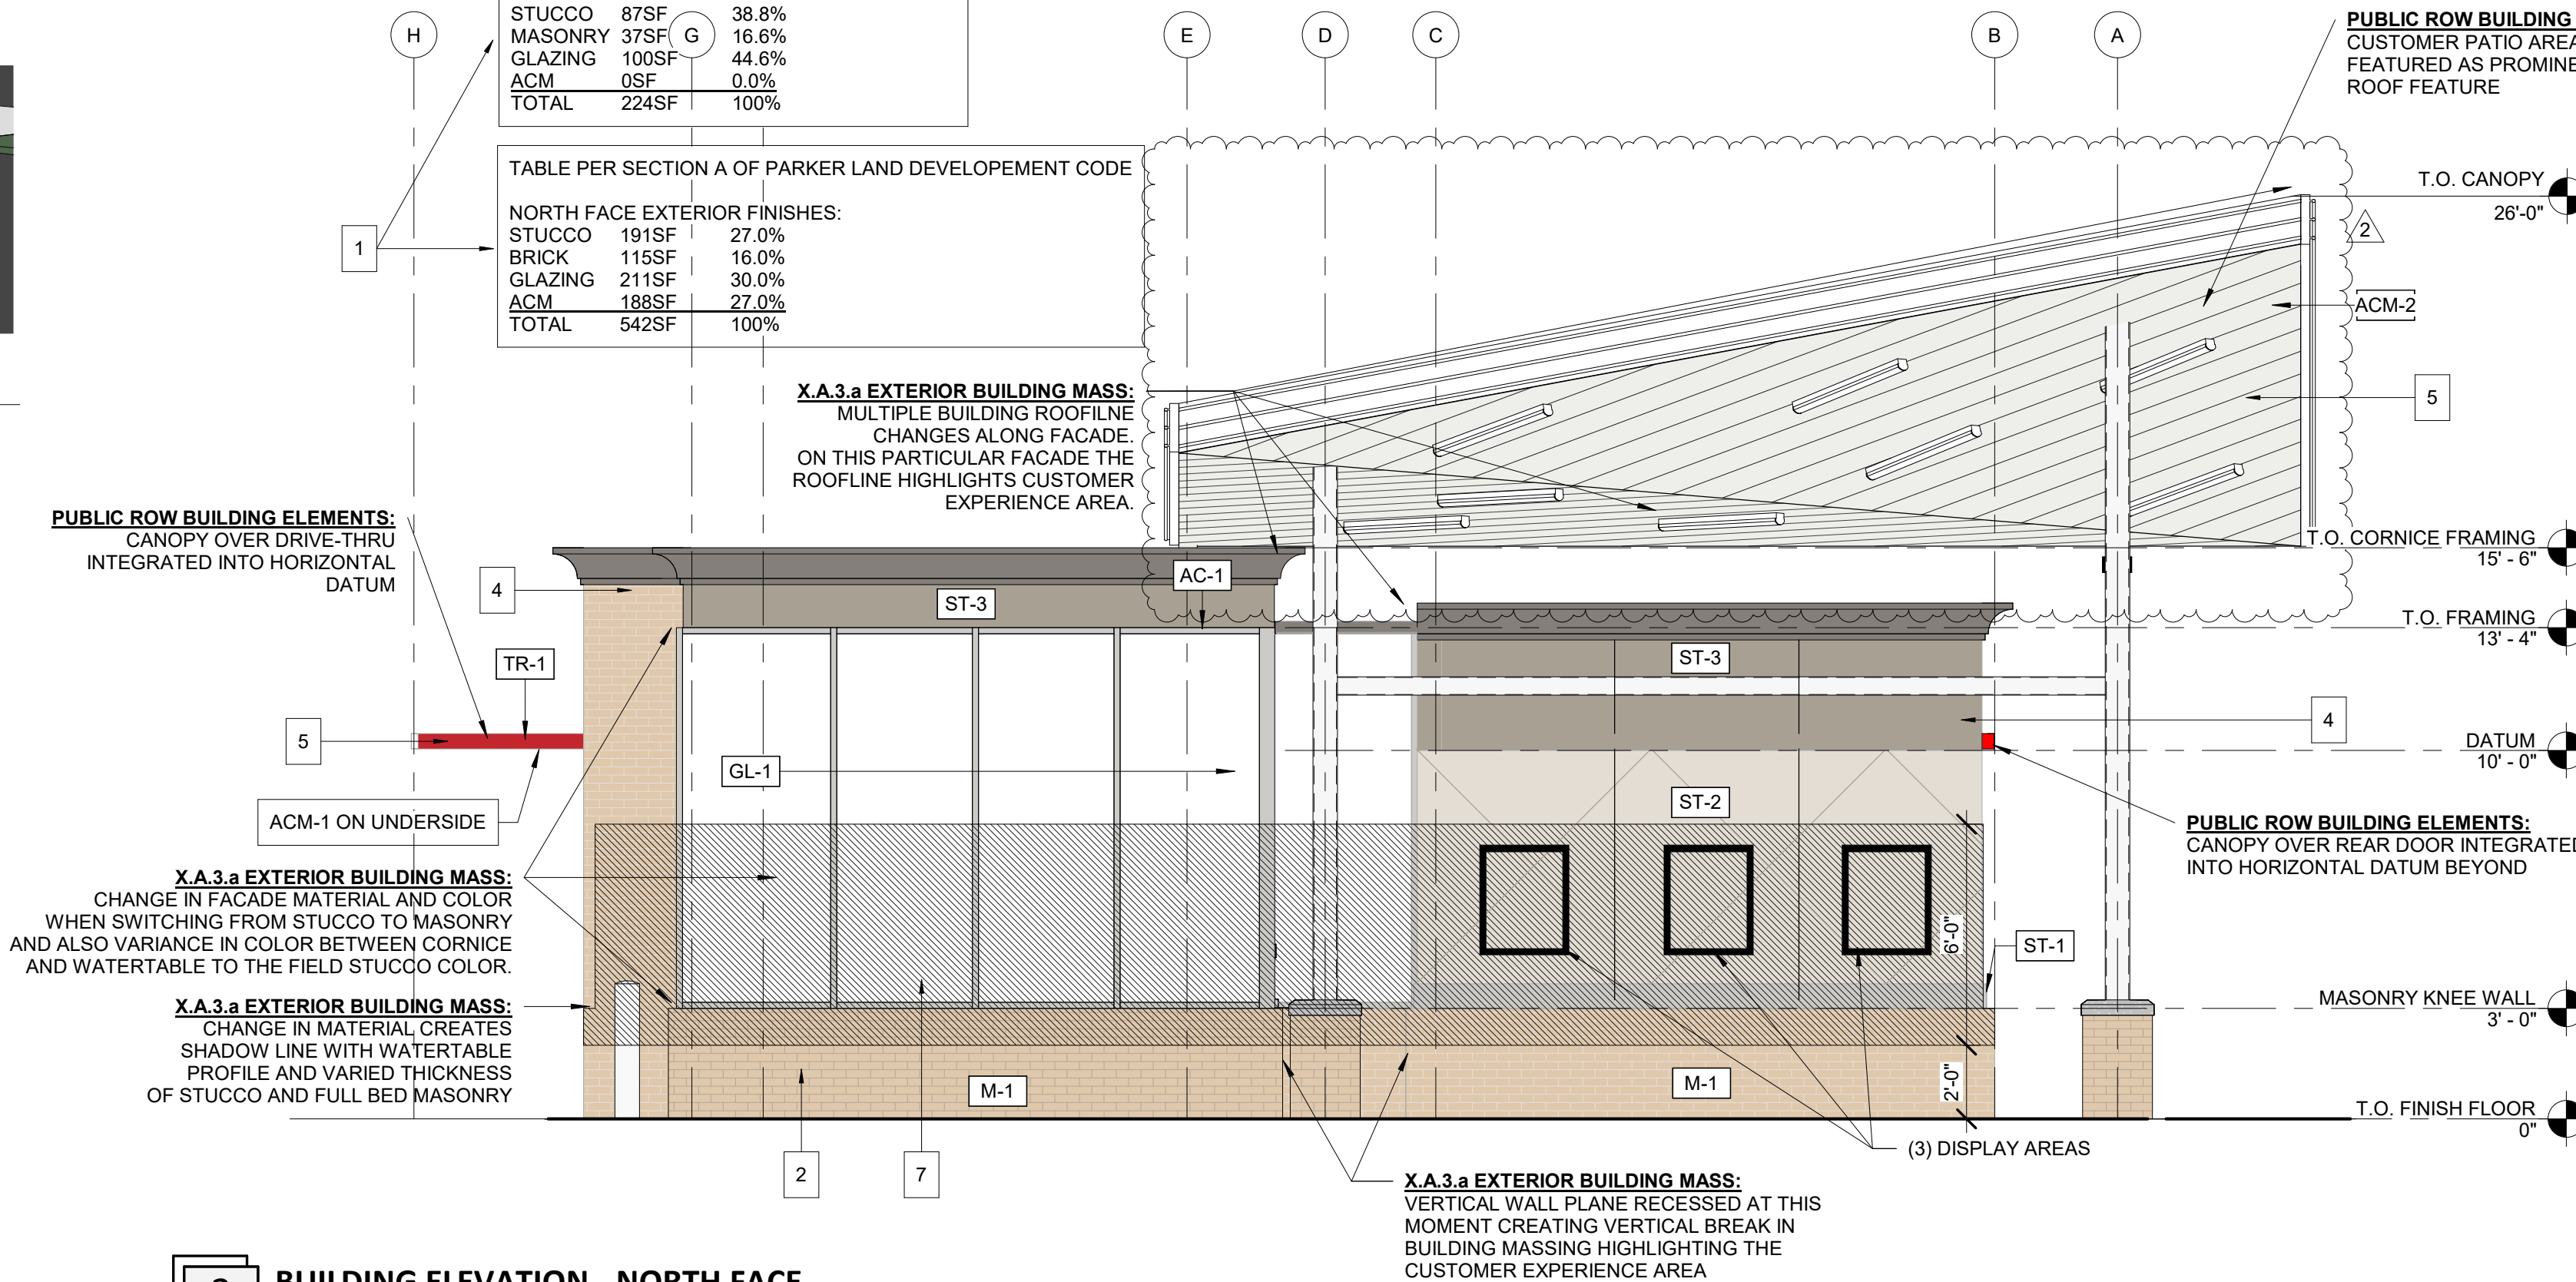 STUCCO 87SF 38.8%
MASONRY 37SF 16.6%
GLAZING 100SF 44.6%
ACM 0SF 0.0%
TOTAL 224SF 100%
H
G
E
D
C
B
A
PUBLIC ROW BUILDING
CUSTOMER PATIO AREA
FEATURED AS PROMINE
ROOF FEATURE
TABLE PER SECTION A OF PARKER LAND DEVELOPEMENT CODE
NORTH FACE EXTERIOR FINISHES:
STUCCO 191SF 27.0%
BRICK 115SF 16.0%
GLAZING 211SF 30.0%
ACM 188SF 27.0%
TOTAL 542SF 100%
1
T.O. CANOPY
26'-0"
2
ACM-2
5
X.A.3.a EXTERIOR BUILDING MASS:
MULTIPLE BUILDING ROOFILNE
CHANGES ALONG FACADE.
ON THIS PARTICULAR FACADE THE
ROOFLINE HIGHLIGHTS CUSTOMER
EXPERIENCE AREA.
PUBLIC ROW BUILDING ELEMENTS:
CANOPY OVER DRIVE-THRU
INTEGRATED INTO HORIZONTAL
DATUM
T.O. CORNICE FRAMING
15' - 6"
4
ST-3
AC-1
T.O. FRAMING
13' - 4"
TR-1
ST-3
4
5
GL-1
DATUM
10' - 0"
ACM-1 ON UNDERSIDE
ST-2
PUBLIC ROW BUILDING ELEMENTS:
CANOPY OVER REAR DOOR INTEGRATED
INTO HORIZONTAL DATUM BEYOND
X.A.3.a EXTERIOR BUILDING MASS:
CHANGE IN FACADE MATERIAL AND COLOR
WHEN SWITCHING FROM STUCCO TO MASONRY
AND ALSO VARIANCE IN COLOR BETWEEN CORNICE
AND WATERTABLE TO THE FIELD STUCCO COLOR.
6'-0"
ST-1
X.A.3.a EXTERIOR BUILDING MASS:
CHANGE IN MATERIAL CREATES
SHADOW LINE WITH WATERTABLE
PROFILE AND VARIED THICKNESS
OF STUCCO AND FULL BED MASONRY
MASONRY KNEE WALL
3' - 0"
M-1
M-1
2'-0"
T.O. FINISH FLOOR
0"
(3) DISPLAY AREAS
2
7
X.A.3.a EXTERIOR BUILDING MASS:
VERTICAL WALL PLANE RECESSED AT THIS
MOMENT CREATING VERTICAL BREAK IN
BUILDING MASSING HIGHLIGHTING THE
CUSTOMER EXPERIENCE AREA
BUILDING ELEVATION - NORTH FACE